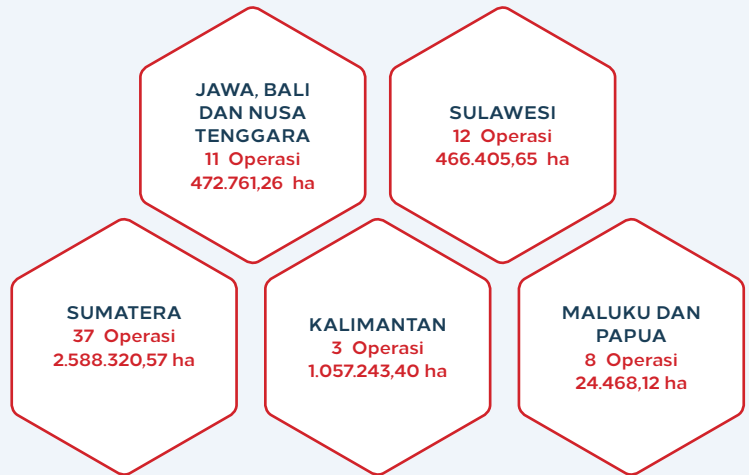 JAWA, BALI
DAN NUSA
TENGGARA
11 Operasi
472.761,26 ha
SULAWESI
12 Operasi
466.405,65 ha
SUMATERA
37 Operasi
2.588.320,57 ha
KALIMANTAN
3 Operasi
1.057.243,40 ha
MALUKU DAN
PAPUA
8 Operasi
24.468,12 ha